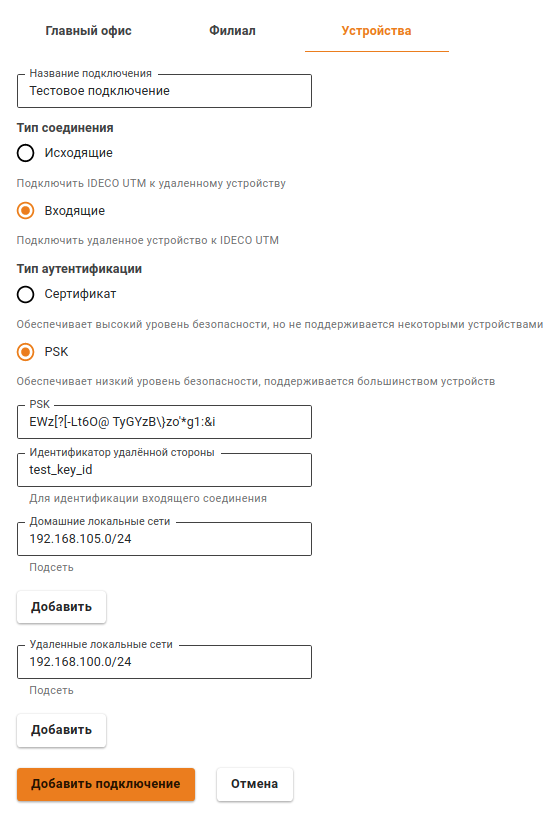 Главный офис Филиал Устройства
Название подключения
Тестовое подключение
Тип соединения
Исходящие
Подключить IDECO UTM к удаленному устройству
Входящие
Подключить удаленное устройство к IDECO UTM
Тип аутентификации
Сертификат
Обеспечивает высокий уровень безопасности, но не поддерживается некоторыми устройствами
PSK
Обеспечивает низкий уровень безопасности, поддерживается большинством устройств
PSK
EWz[?[-Lt6O@ TyGYzB\}zo'*g1:&i
Идентификатор удалённой стороны
test_key_id
Для идентификации входящего соединения
Домашние локальные сети
192.168.105.0/24
Подсеть
Добавить
Удаленные локальные сети
192.168.100.0/24
Подсеть
Добавить
Добавить подключение Отмена